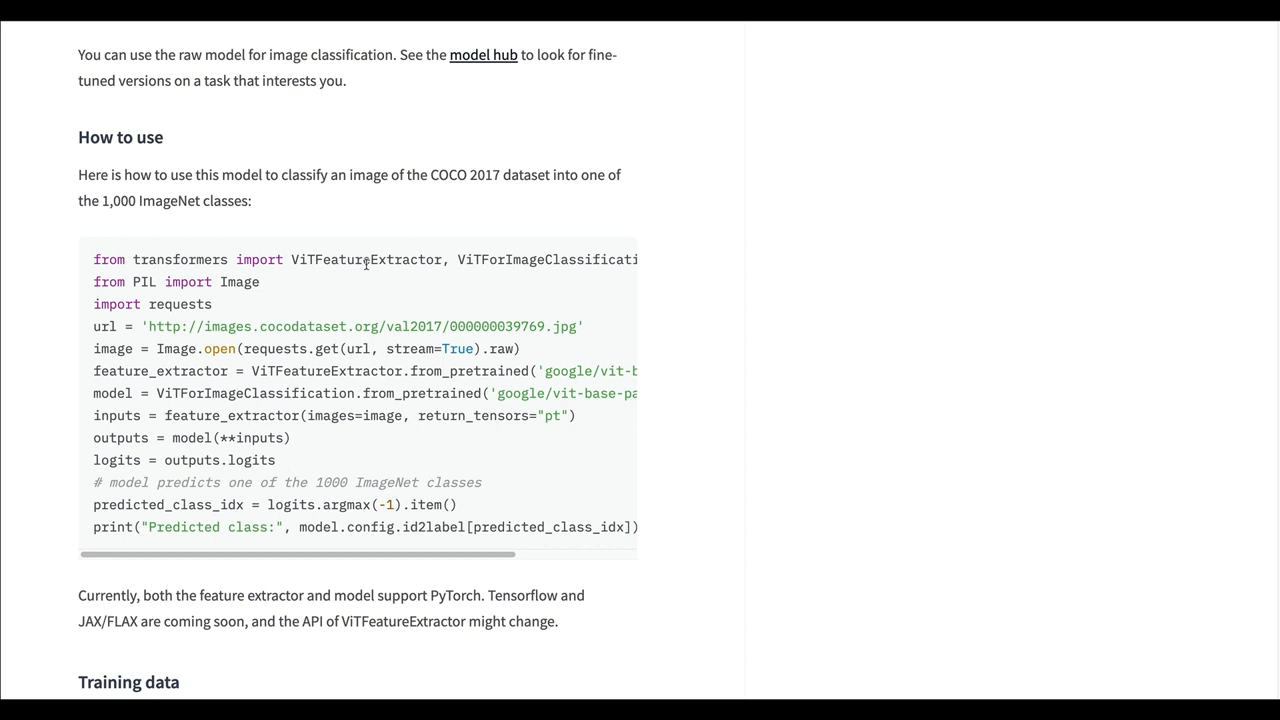 You can use the raw model for image classification. See the model hub to look for fine-
tuned versions on a task that interests you.
How to use
Here is how to use this model to classify an image of the COCO 2017 dataset into one of
the 1,000 ImageNet classes:
from transformers import ViTFeatureExtractor, ViTForImageClassificati
from PIL import Image
import requests
url = 'http://images.cocodataset.org/val2017/000000039769.jpg'
image = Image.open(requests.get(url, stream=True).raw)
feature_extractor = ViTFeatureExtractor.from_pretrained('google/vit-b
model = ViTForImageClassification.from_pretrained('google/vit-base-pa
inputs = feature_extractor(images=image, return_tensors="pt")
outputs = model(**inputs)
logits = outputs.logits
# model predicts one of the 1000 ImageNet classes
predicted_class_idx = logits.argmax(-1).item()
print("Predicted class:", model.config.id2label[predicted_class_idx])
Currently, both the feature extractor and model support PyTorch. Tensorflow and
JAX/FLAX are coming soon, and the API of ViTFeatureExtractor might change.
Training data